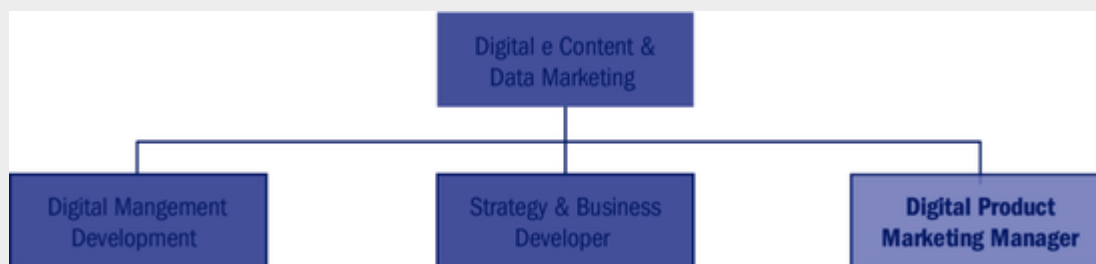 Digital e Content &
Data Marketing
Digital Mangement
Development
Strategy & Business
Developer
Digital Product
Marketing Manager